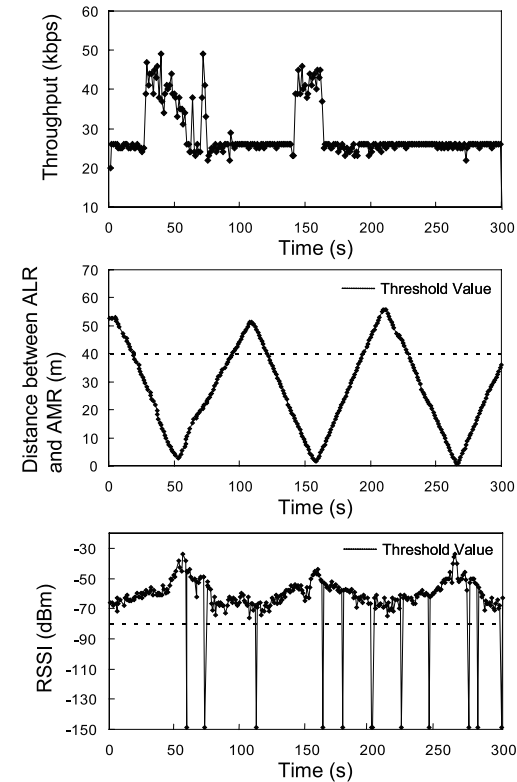 Throughput (kbps)
60
50
40
30
20
10
0 50 100 150 200 250 300
Time (s)
Distance between ALR
and AMR (m)
70
60
50
40
30
20
10
0
Threshold Value
0 50 100 150 200 250 300
Time (s)
RSSI (dBm)
-30
-50
-70
-90
-110
-130
-150
Threshold Value
0 50 100 150 200 250 300
Time (s)